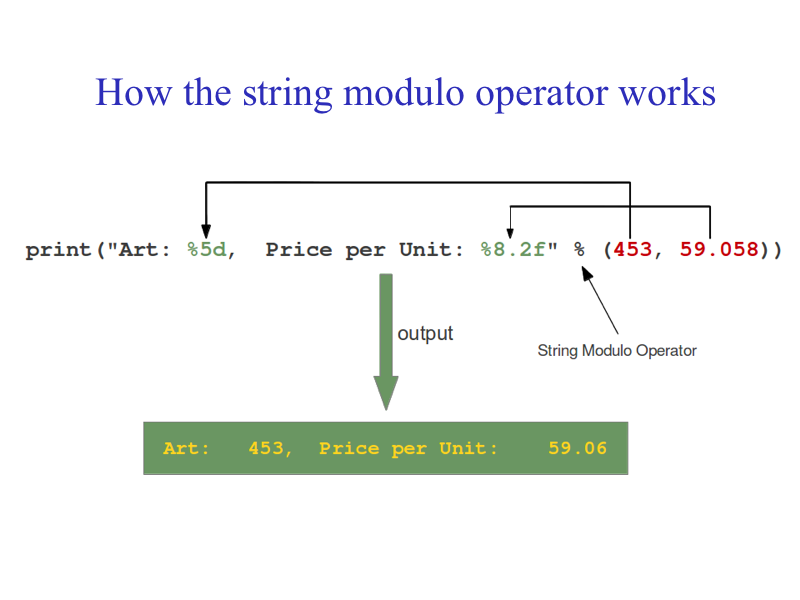 How the string modulo operator works
print("Art: %5d,  Price per Unit: %8.2f" % (453, 59.058))
output
String Modulo Operator
Art:   453,  Price per Unit:    59.06